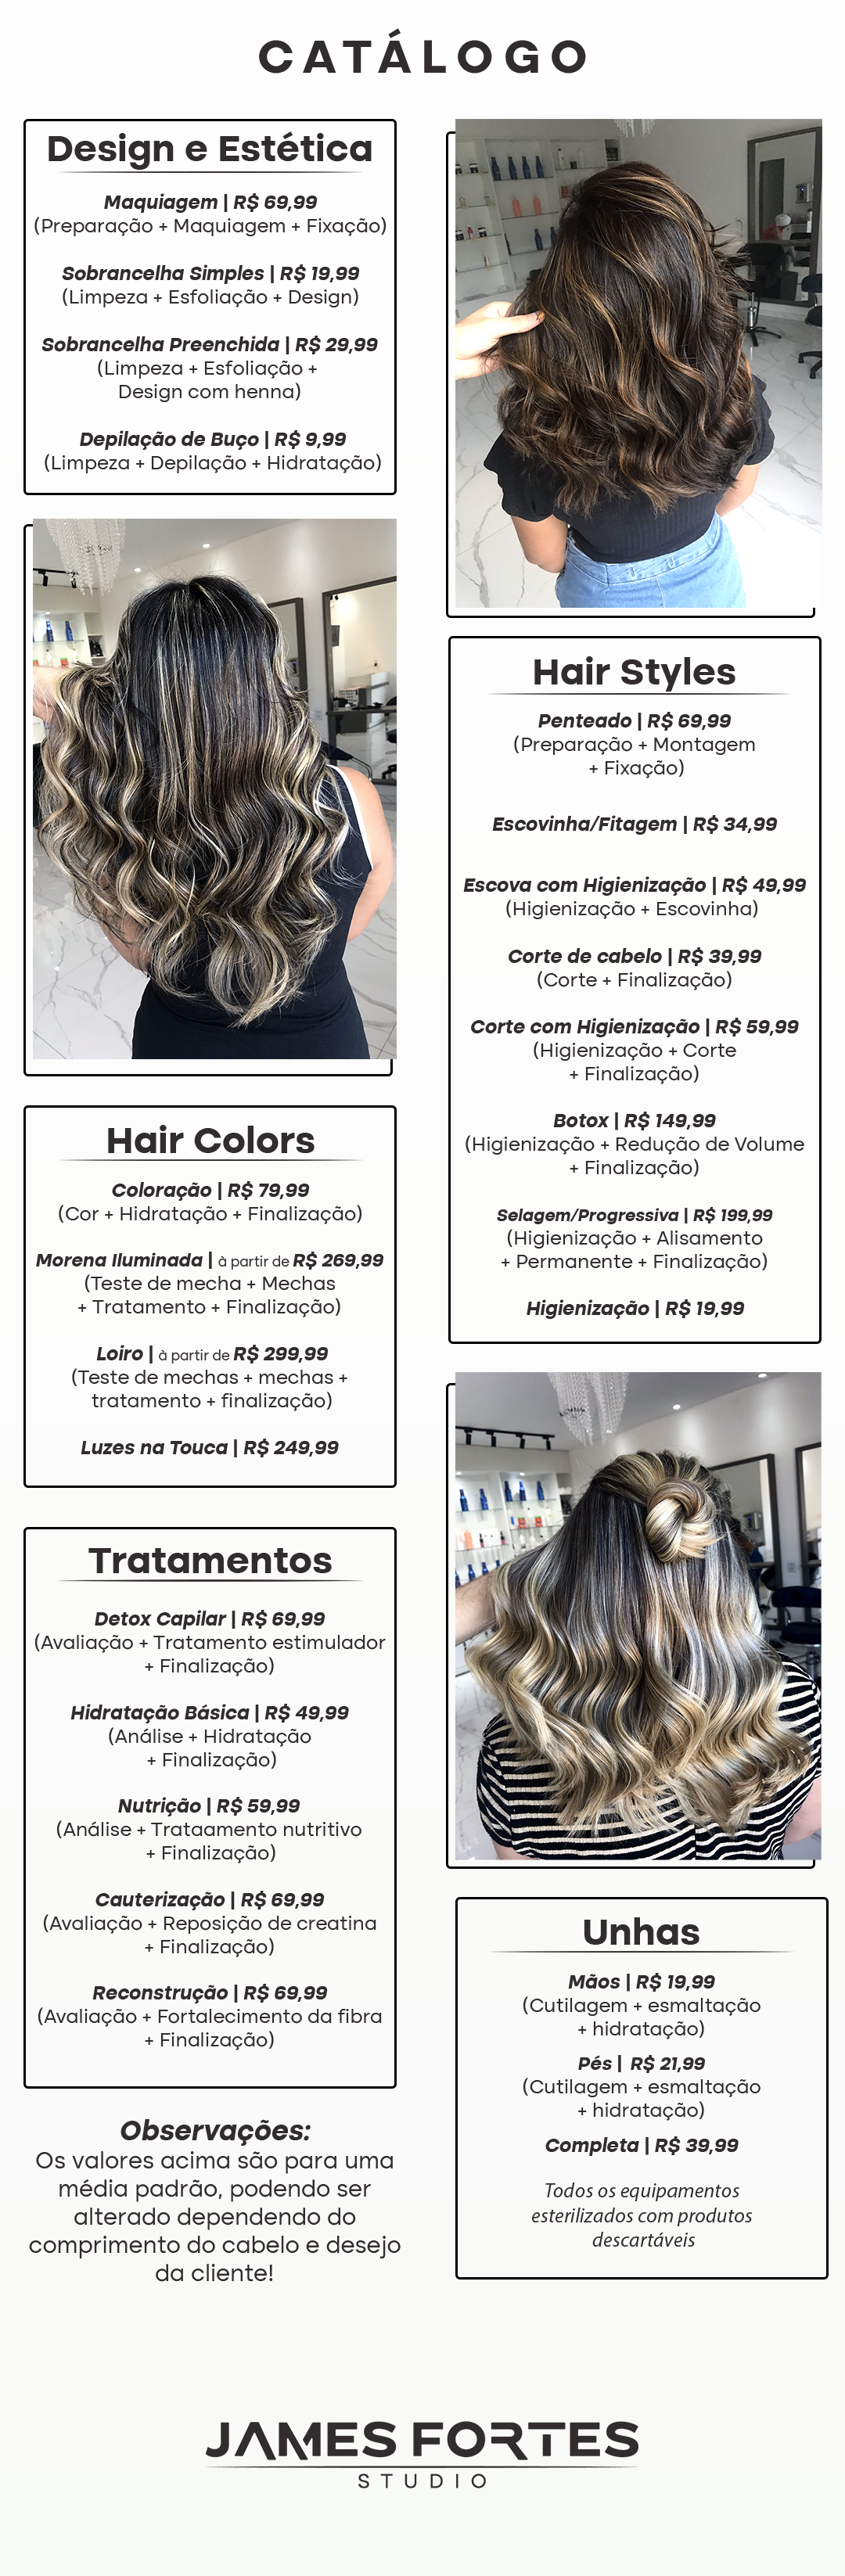 CATÁLOGO
Design e Estética
Maquiagem | R$ 69,99
(Preparação + Maquiagem + Fixação)
Sobrancelha Simples | R$ 19,99
(Limpeza + Esfoliação + Design)
Sobrancelha Preenchida | R$ 29,99
(Limpeza + Esfoliação +
Design com henna)
Depilação de Buço | R$ 9,99
(Limpeza + Depilação + Hidratação)
Hair Styles
Penteado | R$ 69,99
(Preparação + Montagem
+ Fixação)
Escovinha/Fitagem | R$ 34,99
Escova com Higienização | R$ 49,99
(Higienização + Escovinha)
Corte de cabelo | R$ 39,99
(Corte + Finalização)
Corte com Higienização | R$ 59,99
(Higienização + Corte
+ Finalização)
Botox | R$ 149,99
(Higienização + Redução de Volume
+ Finalização)
Selagem/Progressiva | R$ 199,99
(Higienização + Alisamento
+ Permanente + Finalização)
Higienização | R$ 19,99
Hair Colors
Coloração | R$ 79,99
(Cor + Hidratação + Finalização)
Morena Iluminada | à partir de R$ 269,99
(Teste de mecha + Mechas
+ Tratamento + Finalização)
Loiro | à partir de R$ 299,99
(Teste de mechas + mechas +
tratamento + finalização)
Luzes na Touca | R$ 249,99
Tratamentos
Detox Capilar | R$ 69,99
(Avaliação + Tratamento estimulador
+ Finalização)
Hidratação Básica | R$ 49,99
(Análise + Hidratação
+ Finalização)
Nutrição | R$ 59,99
(Análise + Trataamento nutritivo
+ Finalização)
Cauterização | R$ 69,99
(Avaliação + Reposição de creatina
+ Finalização)
Reconstrução | R$ 69,99
(Avaliação + Fortalecimento da fibra
+ Finalização)
Unhas
Mãos | R$ 19,99
(Cutilagem + esmaltação
+ hidratação)
Pés | R$ 21,99
(Cutilagem + esmaltação
+ hidratação)
Completa | R$ 39,99
Todos os equipamentos
esterilizados com produtos
descartáveis
Observações:
Os valores acima são para uma
média padrão, podendo ser
alterado dependendo do
comprimento do cabelo e desejo
da cliente!
JAMES FORTES
STUDIO